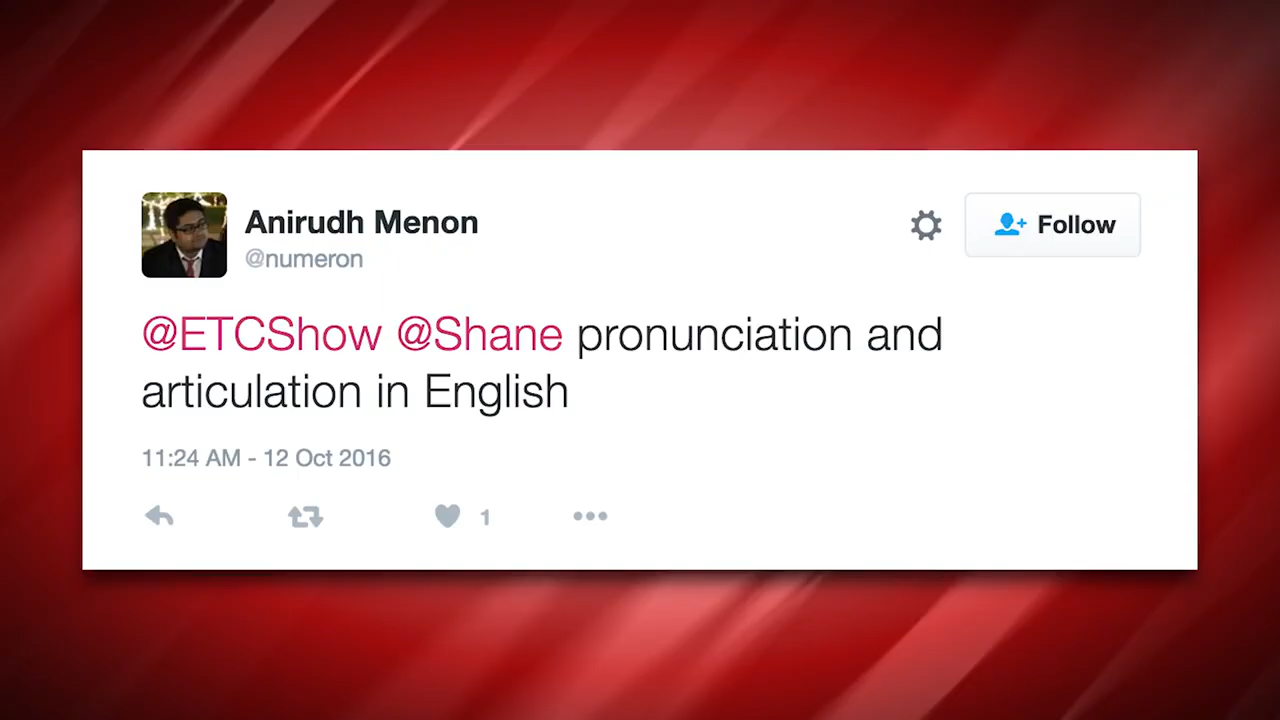 Anirudh Menon
@numeron
Follow
@ETCShow @Shane pronunciation and
articulation in English
11:24 AM - 12 Oct 2016
1